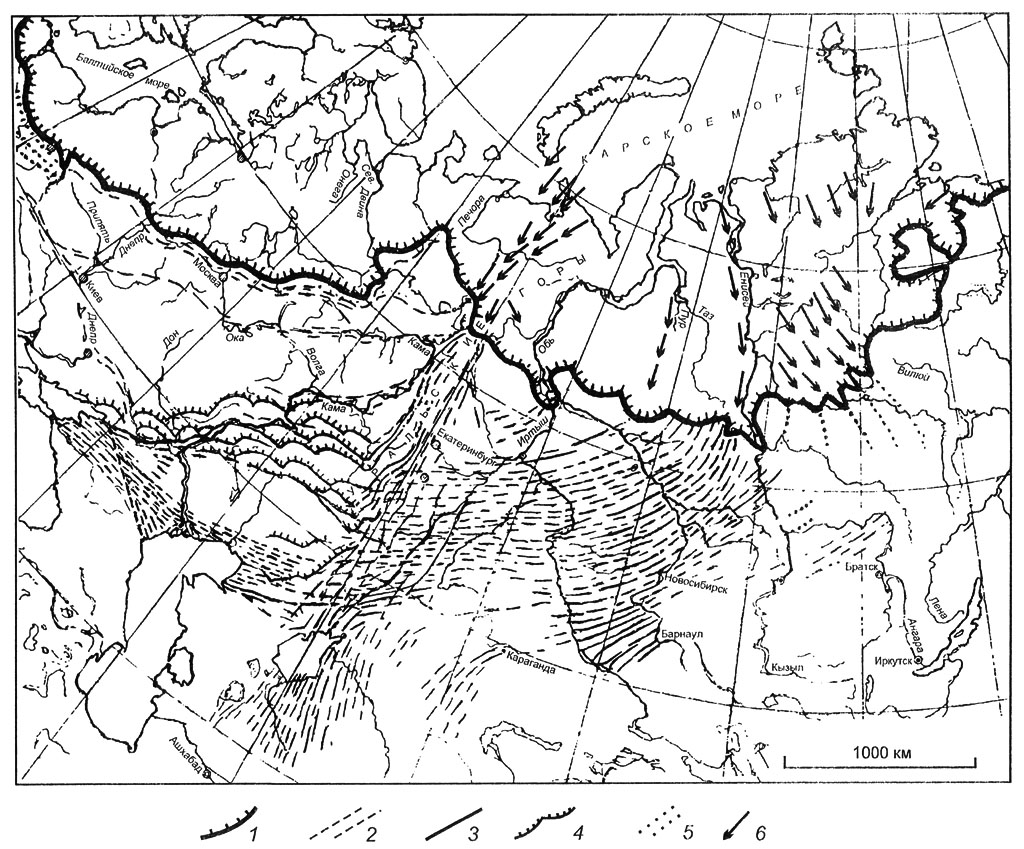 Балтийское море
КАРСКОЕ МОРЕ
Онега
Сев. Двина
Печора
ГОРЫ
Припять
Днепр
Москва
Киев
Днепр
Дон
Ока
Волга
Кама
Кама
Обь
Пур
Таз
Енисей
Вилюй
Иртыш
Екатеринбург
Новосибирск
Барнаул
Братск
Лена
Ангара
Иркутск
Кызыл
Караганда
Ашхабад
1000 км
1 2 3 4 5 6